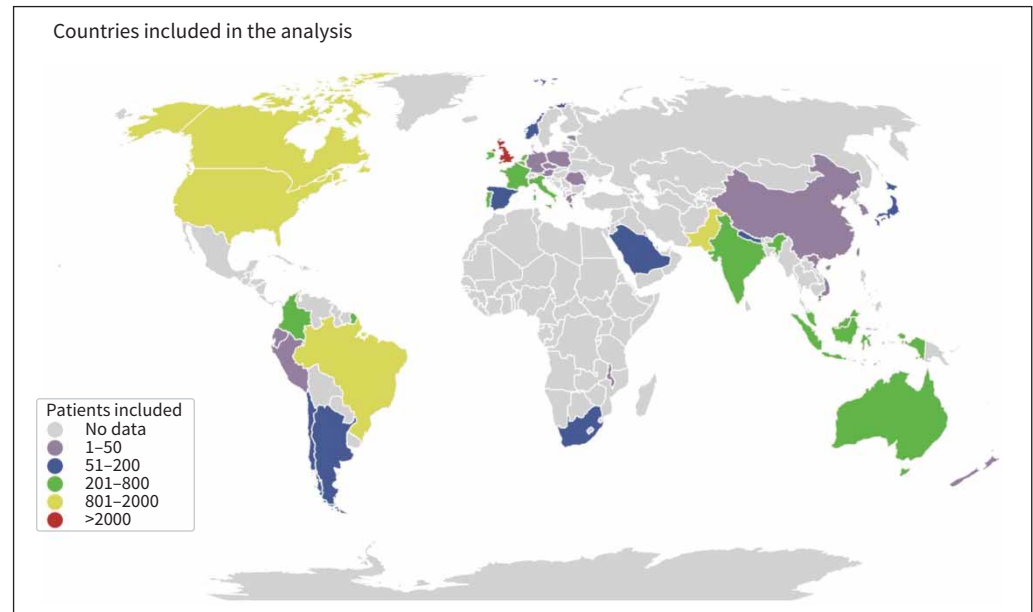 Countries included in the analysis
Patients included
No data
1–50
51–200
201–800
801–2000
>2000